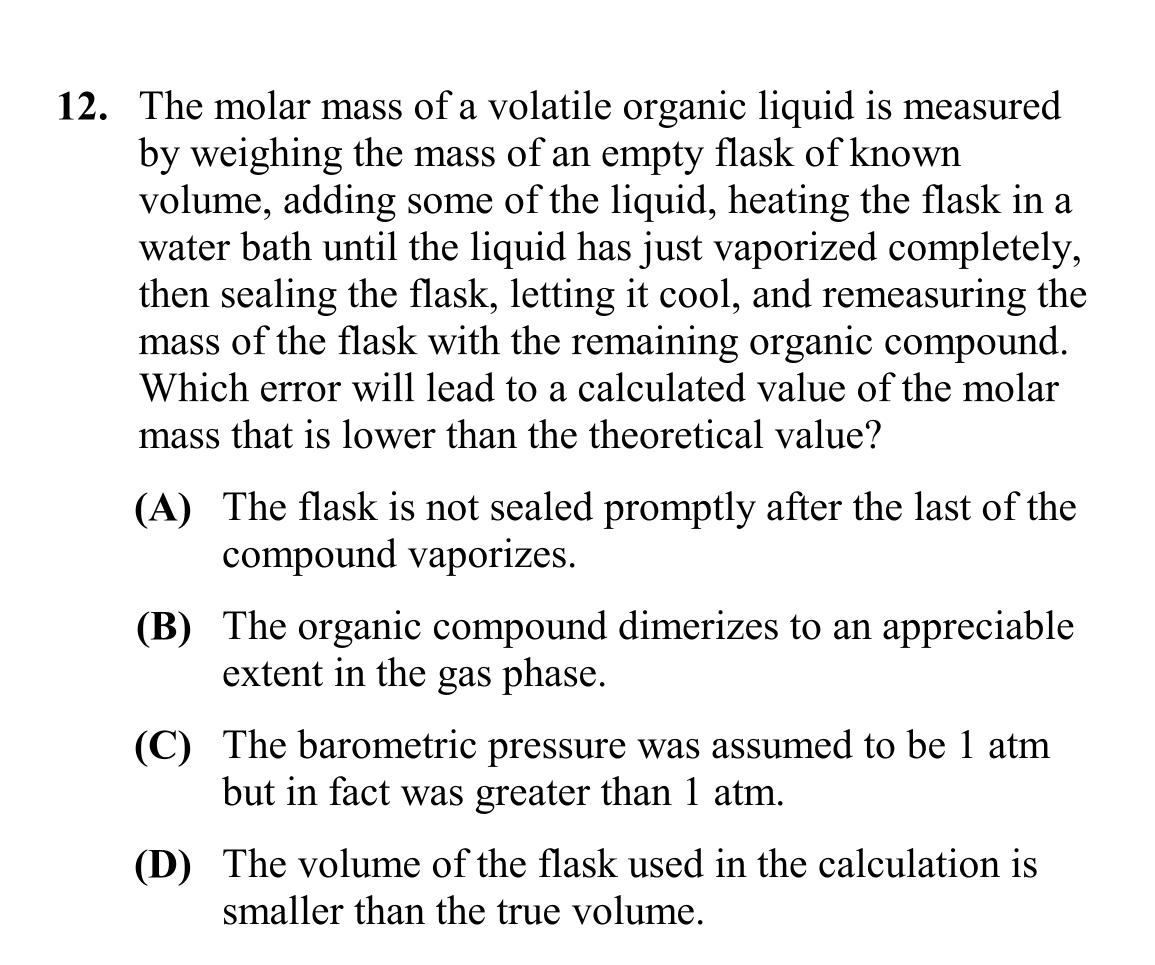 12. The molar mass of a volatile organic liquid is measured
by weighing the mass of an empty flask of known
volume, adding some of the liquid, heating the flask in a
water bath until the liquid has just vaporized completely,
then sealing the flask, letting it cool, and remeasuring the
mass of the flask with the remaining organic compound.
Which error will lead to a calculated value of the molar
mass that is lower than the theoretical value?
(A) The flask is not sealed promptly after the last of the
compound vaporizes.
(B) The organic compound dimerizes to an appreciable
extent in the gas phase.
(C) The barometric pressure was assumed to be 1 atm
but in fact was greater than 1 atm.
(D) The volume of the flask used in the calculation is
smaller than the true volume.